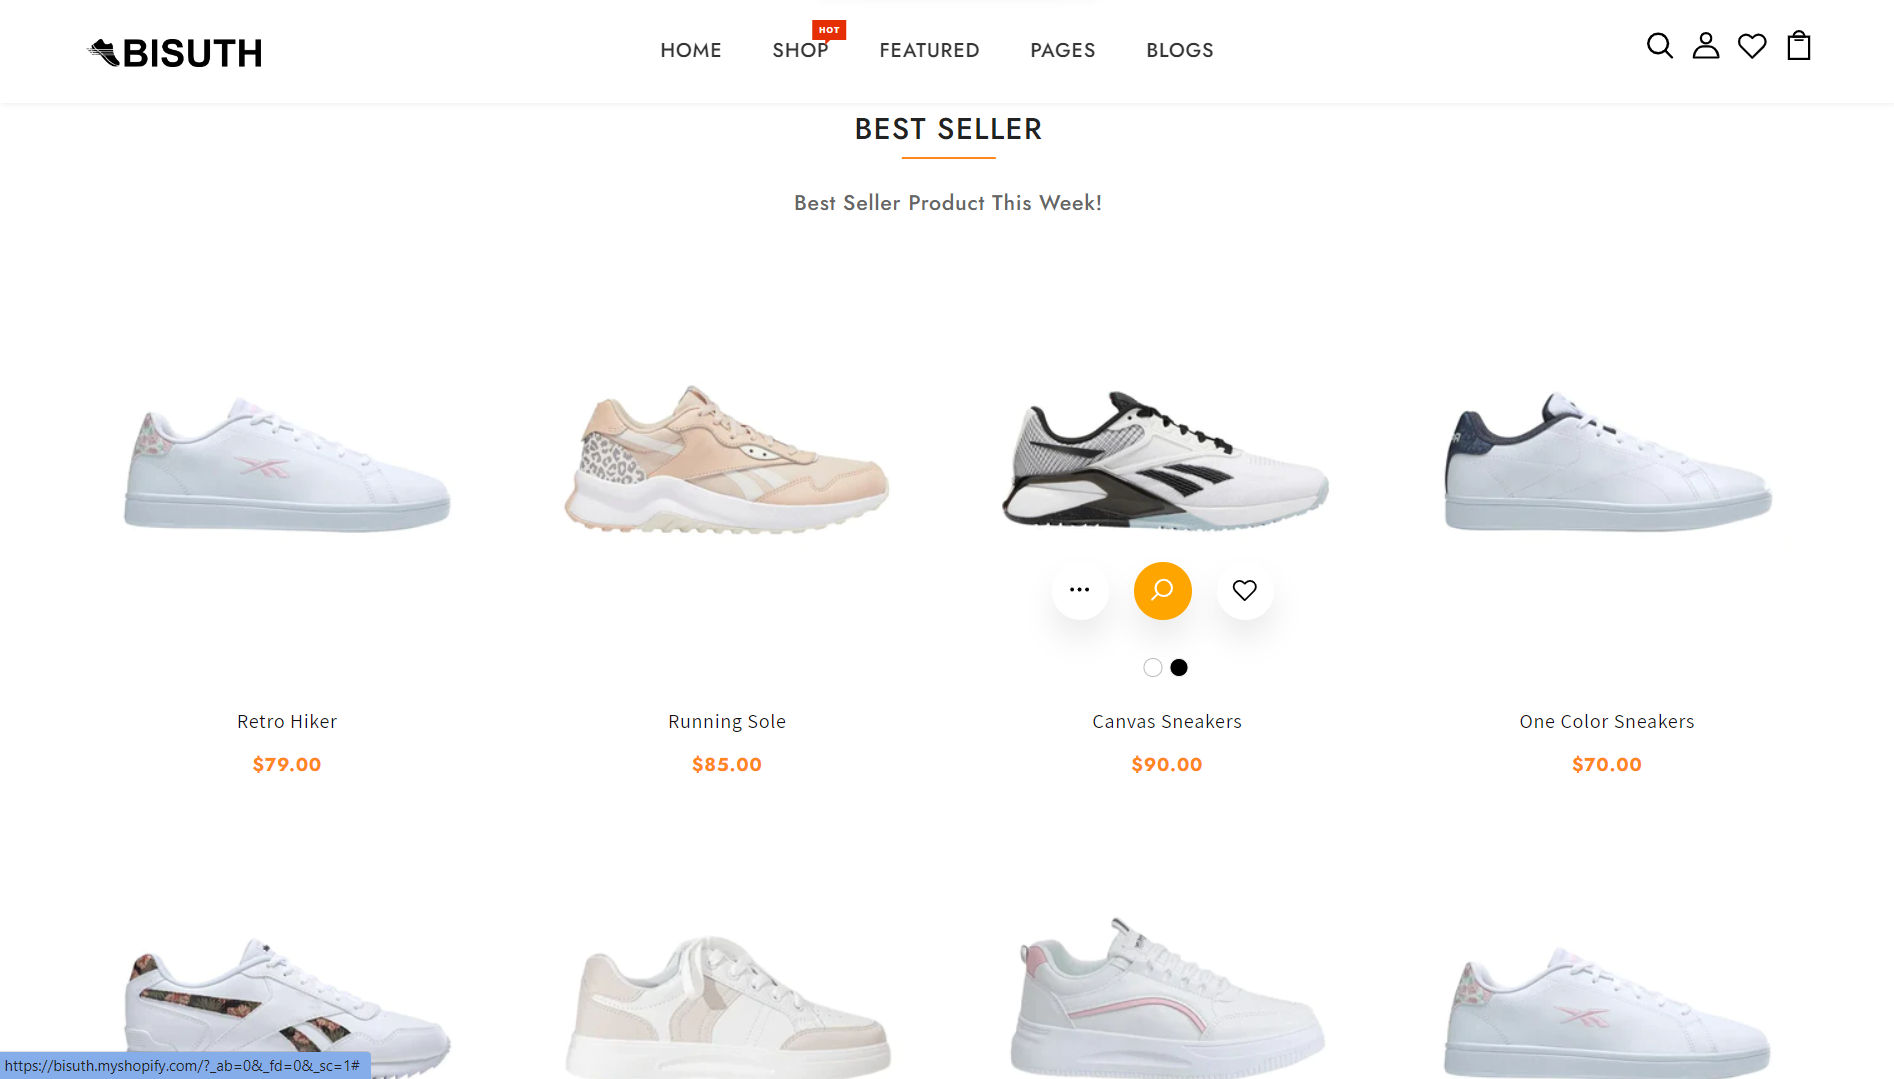 BISUTH
HOME
SHOP
HOT
FEATURED
PAGES
BLOGS
BEST SELLER
Best Seller Product This Week!
Retro Hiker
$79.00
Running Sole
$85.00
Canvas Sneakers
$90.00
One Color Sneakers
$70.00
https://bisuth.myshopify.com/?_ab=0&_fd=0&_sc=1#